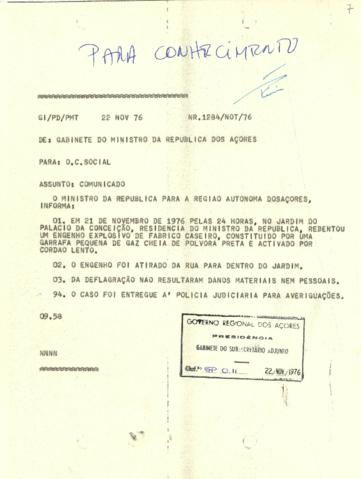 7
PARA CONHECIMENTO
GI/PD/PMT 22 NOV 76 NR.1284/NOT/76
DE: GABINETE DO MINISTRO DA REPUBLICA DOS AÇORES
PARA: O.C.SOCIAL
ASSUNTO: COMUNICADO
O MINISTRO DA REPUBLICA PARA A REGIAO AUTONOMA DOSAÇORES,
INFORMA:
01. EM 21 DE NOVEMBRO DE 1976 PELAS 24 HORAS, NO JARDIM DO
PALACIO DA CONCEIÇÃO, RESIDENCIA DO MINISTRO DA REPUBLICA, REBENTOU
UM ENGENHO EXPLOSIVO DE FABRICO CASEIRO, CONSTITUIDO POR UMA
GARRAFA PEQUENA DE GAZ CHEIA DE POLVORA PRETA E ACTIVADO POR
CORDAO LENTO.
02. O ENGENHO FOI ATIRADO DA RUA PARA DENTRO DO JARDIM.
03. DA DEFLAGRAÇÃO NAO RESULTARAM DANOS MATERIAIS NEM PESSOAIS.
94. O CASO FOI ENTREGUE A* POLICIA JUDICIARIA PARA AVERIGUAÇÕES.
09.58
NNNN
GOVERNO REGIONAL DOS AÇORES
PRESIDÊNCIA
GABINETE DO SUBSECRETÁRIO ADJUNTO
22/NOV/1976